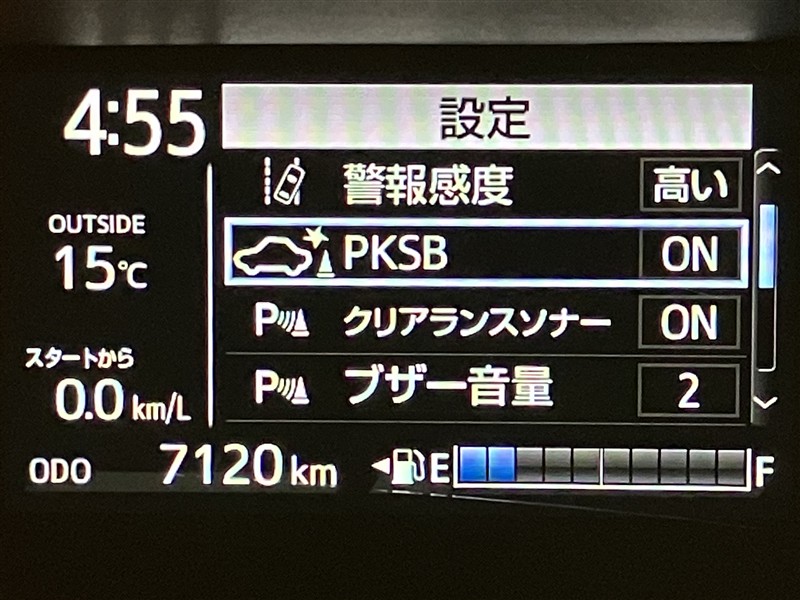 4:55
設定
警報感度 高い
OUTSIDE
15℃
PKSB ON
P クリアランスソナー ON
スタートから
0.0 km/L
P ブザー音量 2
ODO 7120 km
E F